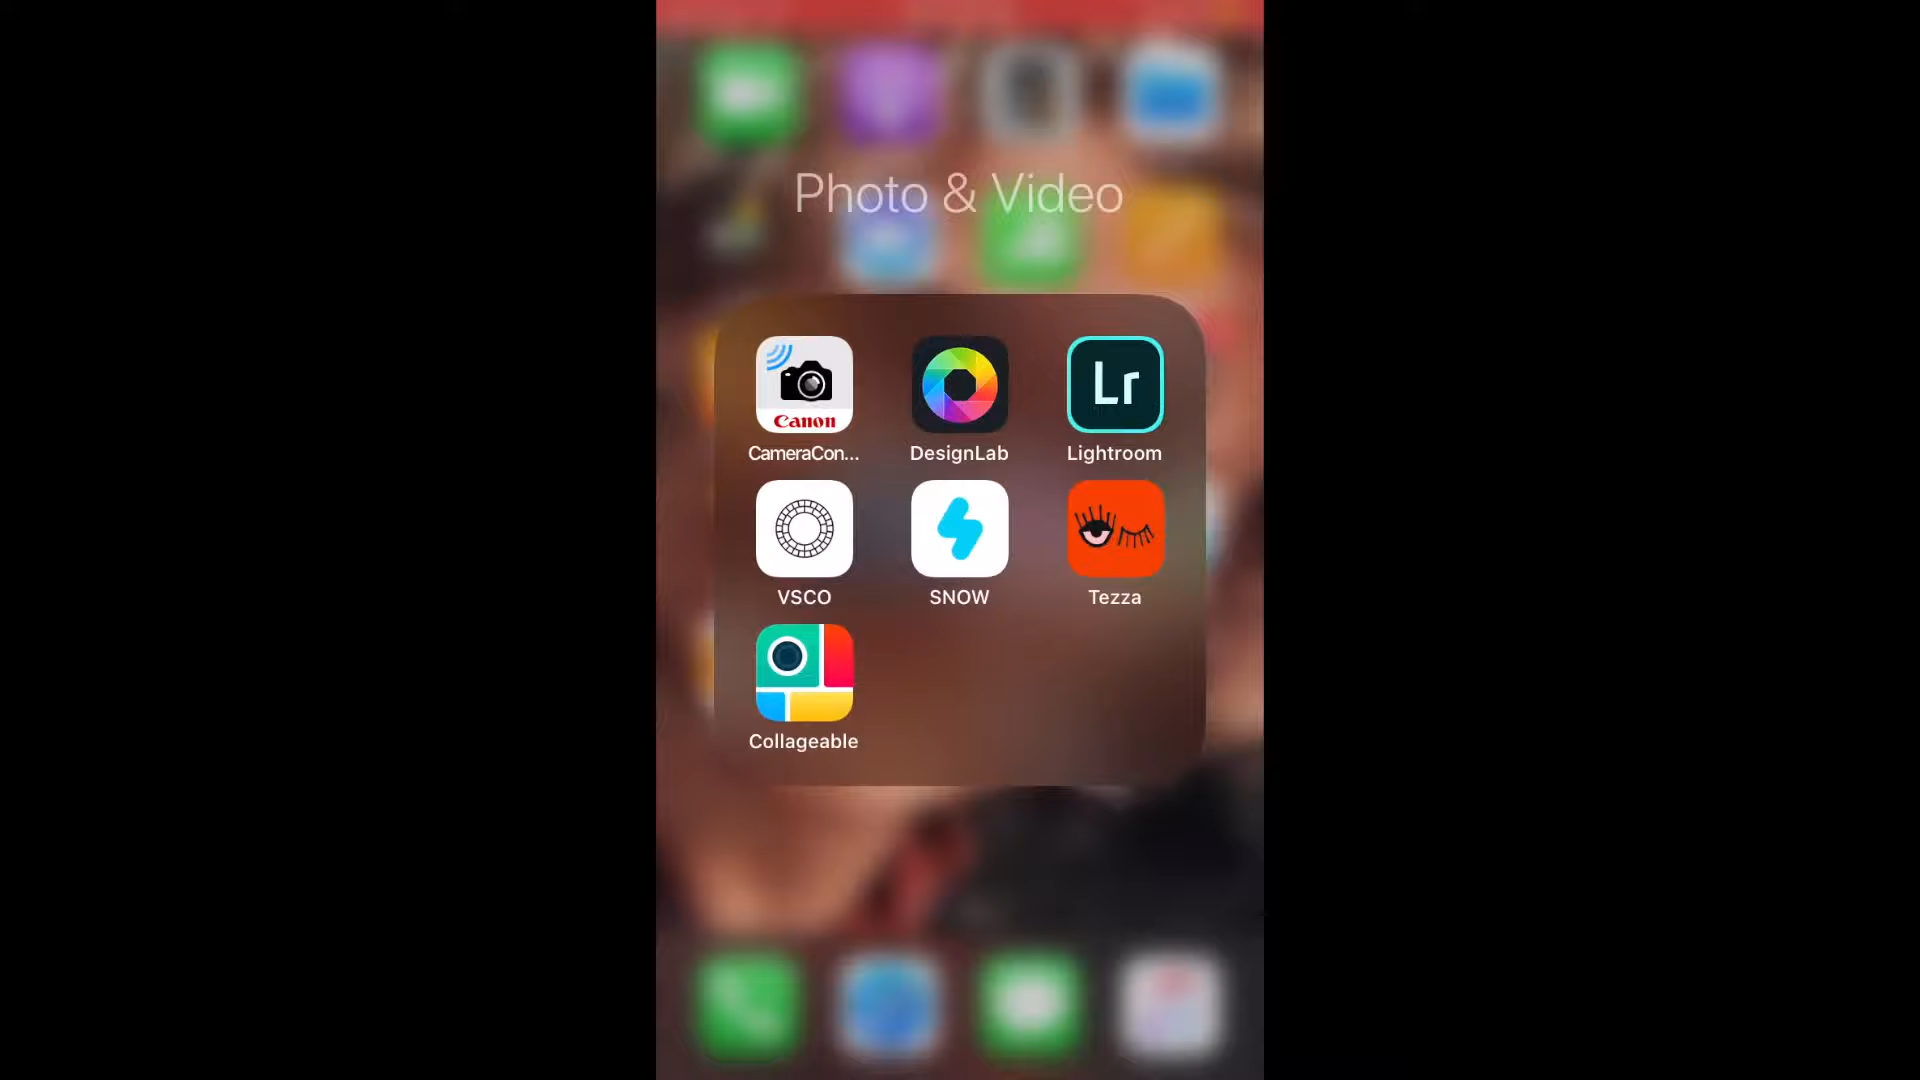 Photo & Video
Canon
Lr
CameraCon...
DesignLab
Lightroom
VSCO
SNOW
Tezza
Collageable